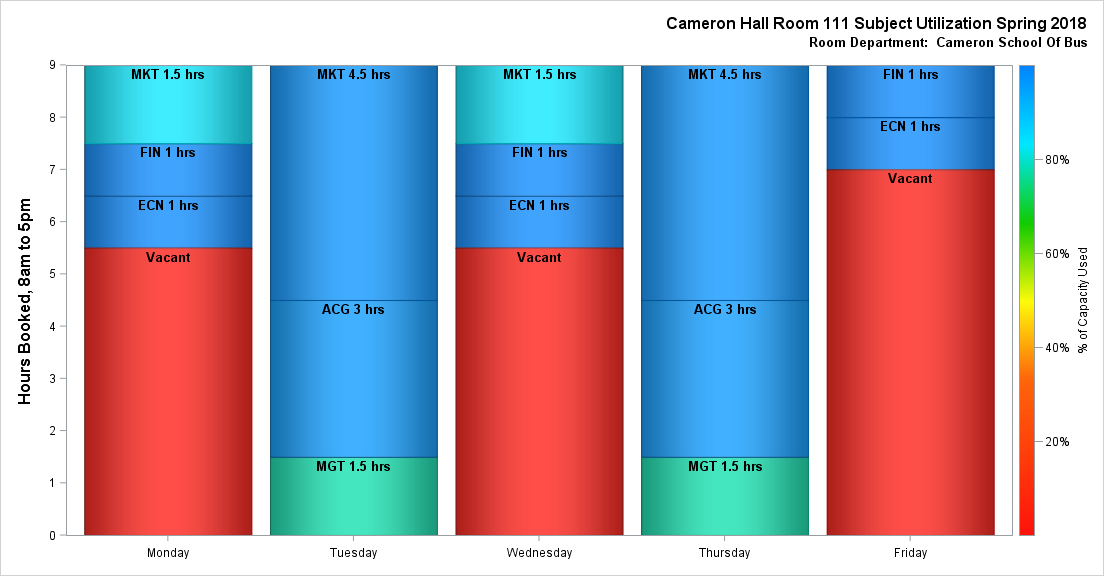 Cameron Hall Room 111 Subject Utilization Spring 2018
Room Department:  Cameron School Of Bus
Hours Booked, 8am to 5pm
9
8
7
6
5
4
3
2
1
0
MKT 1.5 hrs
FIN 1 hrs
ECN 1 hrs
Vacant
MKT 4.5 hrs
ACG 3 hrs
MGT 1.5 hrs
MKT 1.5 hrs
FIN 1 hrs
ECN 1 hrs
Vacant
MKT 4.5 hrs
ACG 3 hrs
MGT 1.5 hrs
FIN 1 hrs
ECN 1 hrs
Vacant
Monday
Tuesday
Wednesday
Thursday
Friday
80%
60%
40%
20%
% of Capacity Used